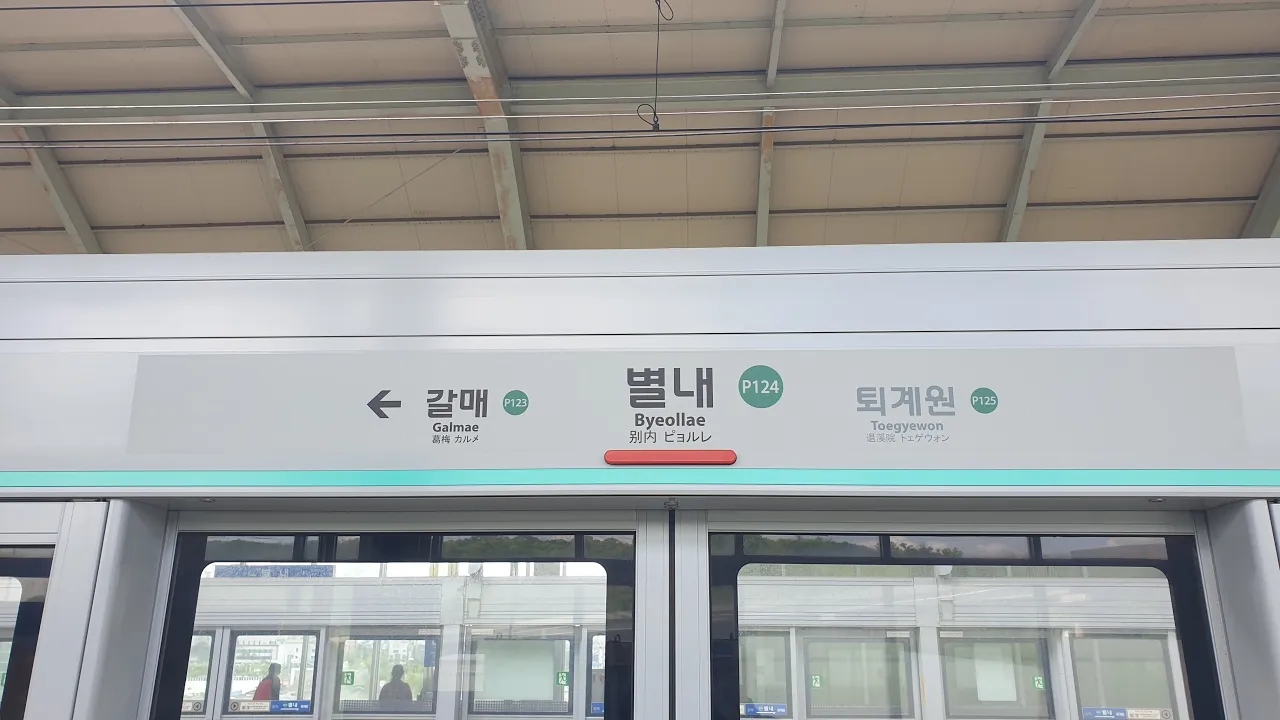 ← 갈매 P123
Galmae
葛梅 カルメ
별내 P124
Byeollae
別内 ピョルレ
퇴계원 P125
Toegyewon
退溪院 トェゲウォン